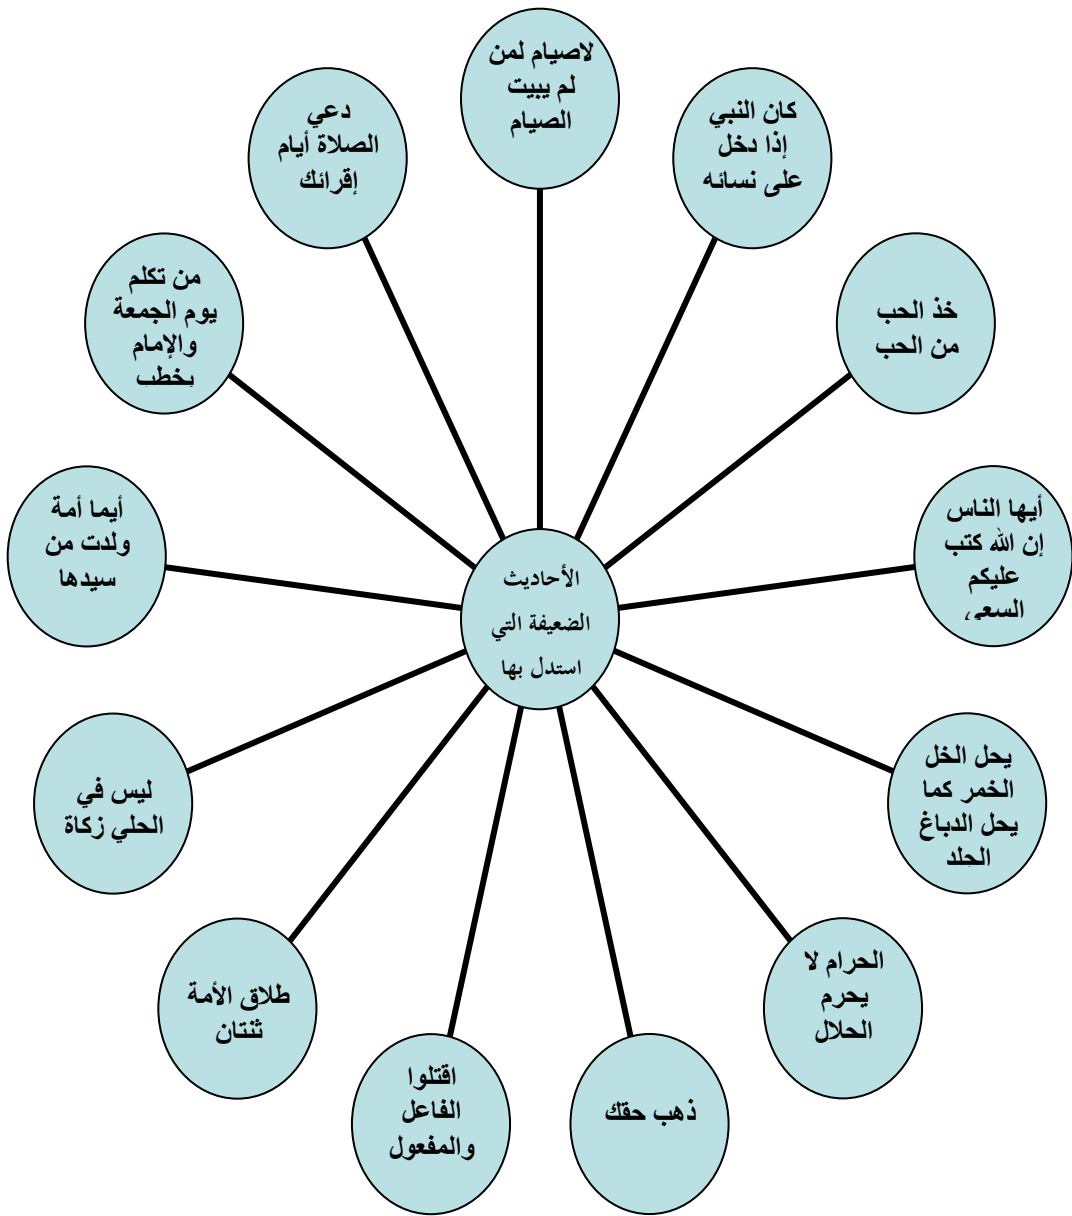 لاصيام لمن
لم يبيت
الصيام
كان النبي
إذا دخل
على نسائه
خذ الحب
من الحب
أيها الناس
إن الله كتب
عليكم
السعي
يحل الخل
الخمر كما
يحل الدباغ
الجلد
الحرام لا
يحرم
الحلال
ذهب حقك
اقتلوا
الفاعل
والمفعول
طلاق الأمة
ثنتان
ليس في
الحلي زكاة
أيما أمة
ولدت من
سيدها
من تكلم
يوم الجمعة
والإمام
يخطب
دعي
الصلاة أيام
إقرائك
الأحاديث
الضعيفة التي
استدل بها